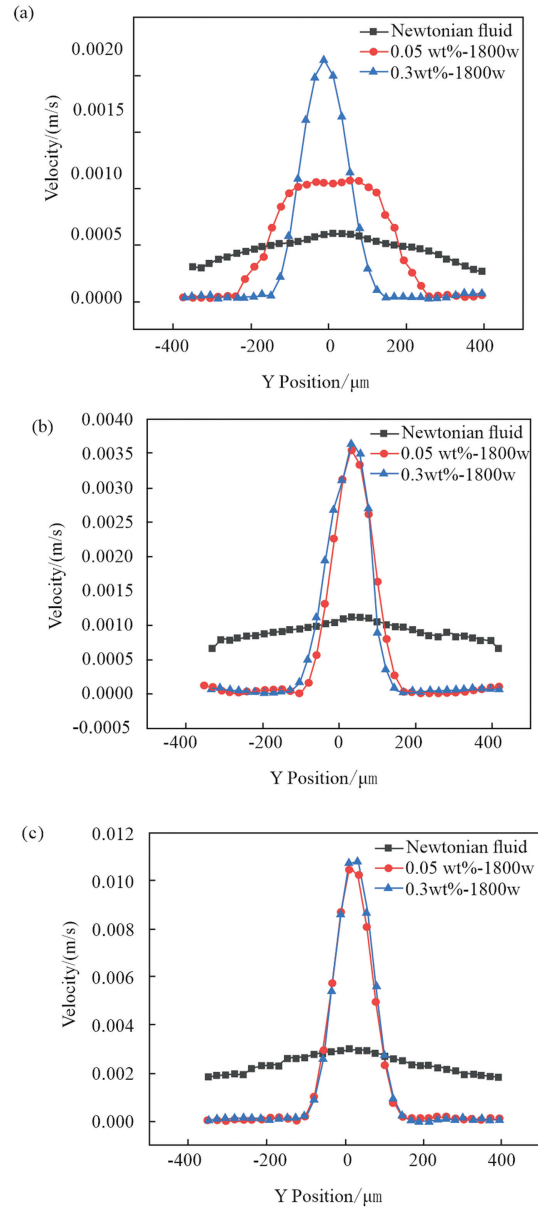 (a)
Newtonian fluid
0.05 wt%-1800w
0.3wt%-1800w
0.0020
0.0015
0.0010
0.0005
0.0000
Velocity/(m/s)
-400 -200 0 200 400
Y Position/μm
(b)
Newtonian fluid
0.05 wt%-1800w
0.3wt%-1800w
0.0040
0.0035
0.0030
0.0025
0.0020
0.0015
0.0010
0.0005
0.0000
-0.0005
Velocity/(m/s)
-400 -200 0 200 400
Y Position/μm
(c)
Newtonian fluid
0.05 wt%-1800w
0.3wt%-1800w
0.012
0.010
0.008
0.006
0.004
0.002
0.000
Velocity/(m/s)
-400 -200 0 200 400
Y Position/μm